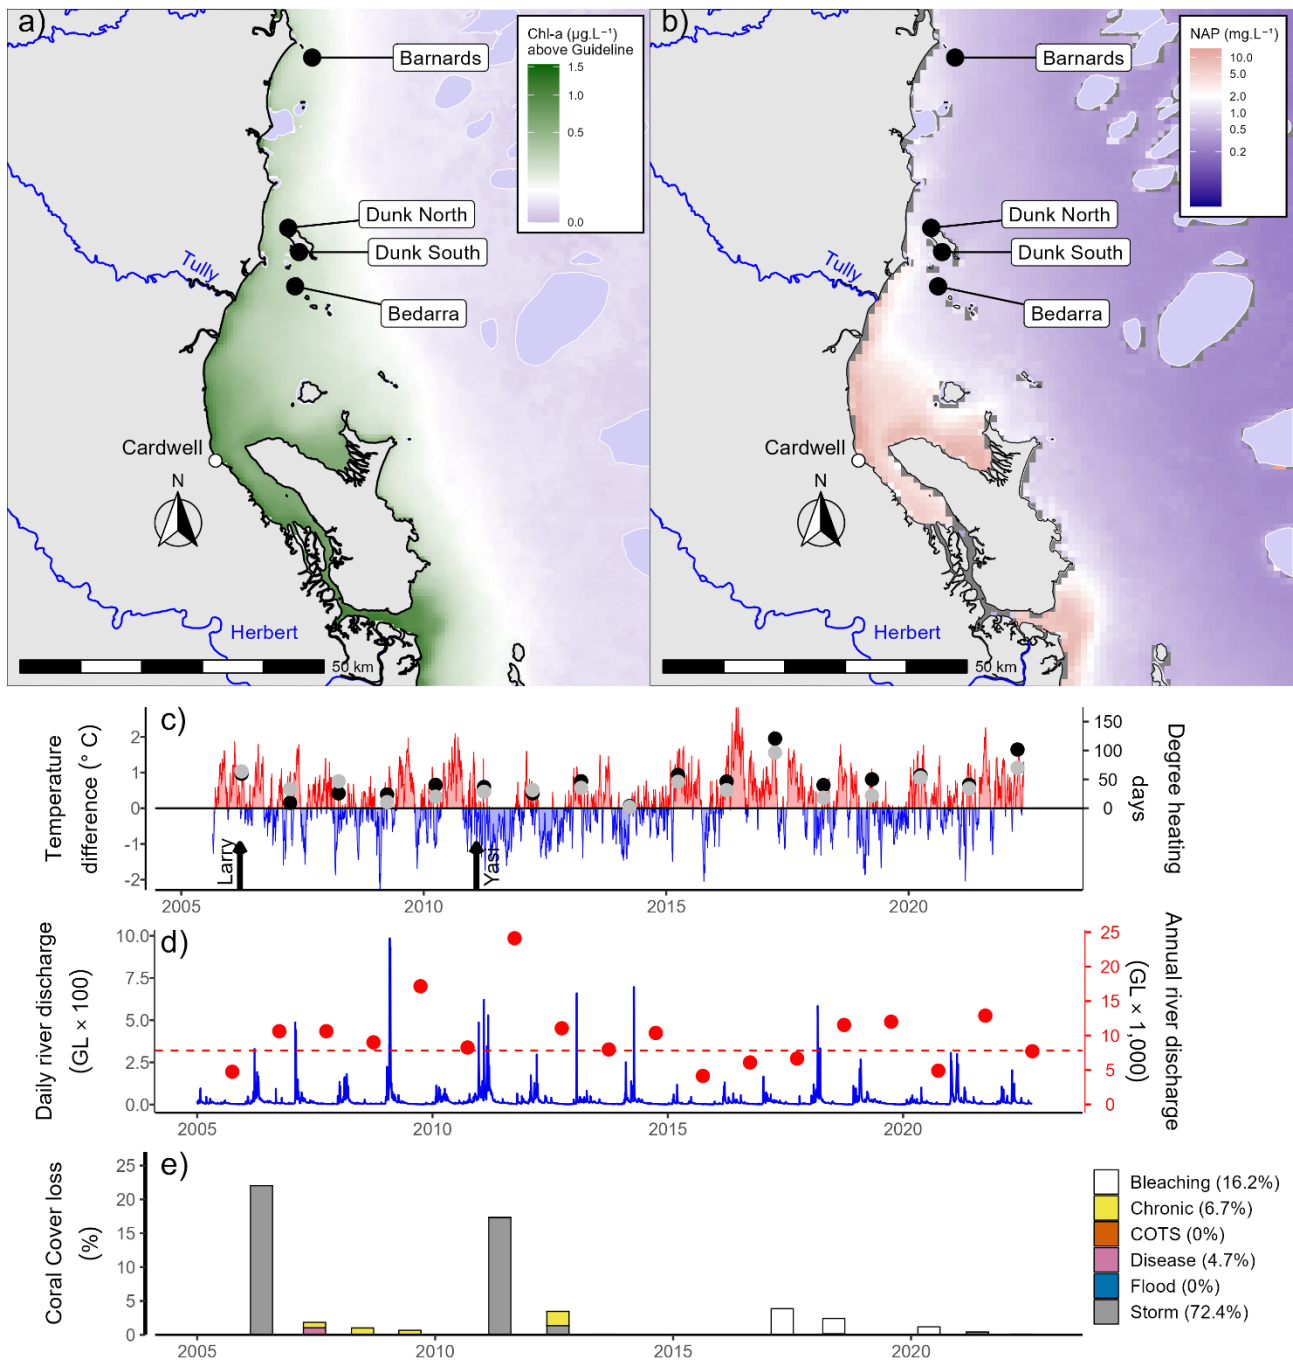 a)
Chl-a (µg.L⁻¹)
above Guideline
1.5
1.0
0.5
0.0
Barnards
Dunk North
Dunk South
Bedarra
Tully
Cardwell
N
Herbert
50 km
b)
NAP (mg.L⁻¹)
10.0
5.0
2.0
1.0
0.5
0.2
Barnards
Dunk North
Dunk South
Bedarra
Tully
Cardwell
N
Herbert
50 km
c)
Temperature
difference (° C)
2
1
0
-1
-2
Larry
Yasi
150
100
50
0
Degree heating
days
2005
2010
2015
2020
d)
Daily river discharge
(GL × 100)
10.0
7.5
5.0
2.5
0.0
25
20
15
10
5
0
Annual river discharge
(GL × 1,000)
2005
2010
2015
2020
e)
Coral Cover loss
(%)
25
20
15
10
5
0
2005
2010
2015
2020
Bleaching (16.2%)
Chronic (6.7%)
COTS (0%)
Disease (4.7%)
Flood (0%)
Storm (72.4%)